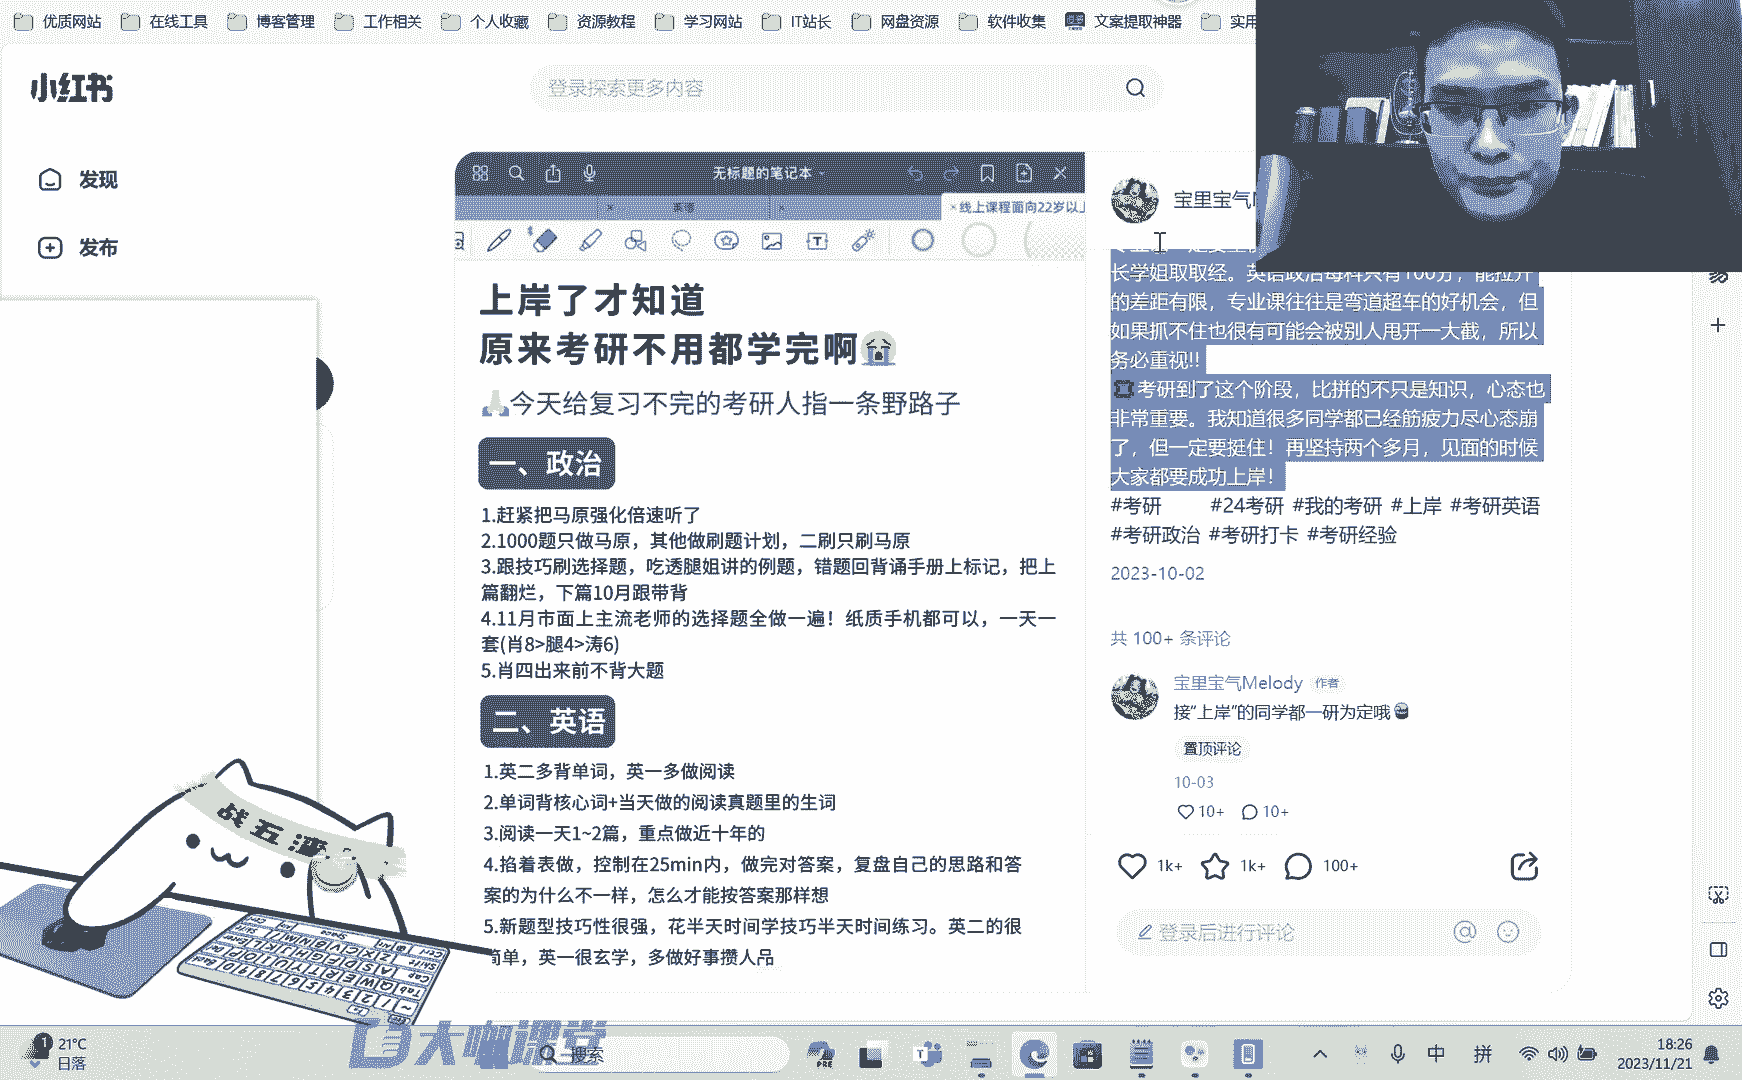 优质网站 在线工具 博客管理 工作相关 个人收藏 资源教程 学习网站 IT站长 网盘资源 软件收集 文案提取神器 实用
小红书
登录探索更多内容
发现
发布
无标题的笔记本
英语
线上课程面向22岁以上
上岸了才知道
原来考研不用都学完啊😭
🙏今天给复习不完的考研人指一条野路子
一、政治
1.赶紧把马原强化倍速听了
2.1000题只做马原，其他做刷题计划，二刷只刷马原
3.跟技巧刷选择题，吃透腿姐讲的例题，错题回背诵手册上标记，把上
篇翻烂，下篇10月跟带背
4.11月市面上主流老师的选择题全做一遍！纸质手机都可以，一天一
套(肖8>腿4>涛6)
5.肖四出来前不背大题
二、英语
1.英二多背单词，英一多做阅读
2.单词背核心词+当天做的阅读真题里的生词
3.阅读一天1~2篇，重点做近十年的
4.掐着表做，控制在25min内，做完对答案，复盘自己的思路和答
案的为什么不一样，怎么才能按答案那样想
5.新题型技巧性很强，花半天时间学技巧半天时间练习。英二的很
简单，英一很玄学，多做好事攒人品
宝里宝气
长学姐取取经。英语政治每科只有100分，能拉开
的差距有限，专业课往往是弯道超车的好机会，但
如果抓不住也很有可能会被别人甩开一大截，所以
务必重视!!
考研到了这个阶段，比拼的不只是知识，心态也
非常重要。我知道很多同学都已经筋疲力尽心态崩
了，但一定要挺住！再坚持两个多月，见面的时候
大家都要成功上岸！
#考研 #24考研 #我的考研 #上岸 #考研英语
#考研政治 #考研打卡 #考研经验
2023-10-02
共 100+ 条评论
宝里宝气Melody 作者
接“上岸”的同学都一研为定哦
置顶评论
10-03
10+ 10+
1k+ 1k+ 100+
登录后进行评论
战五渣
大咖课堂
21°C
日落
搜索
PRE
中 拼
18:26
2023/11/21